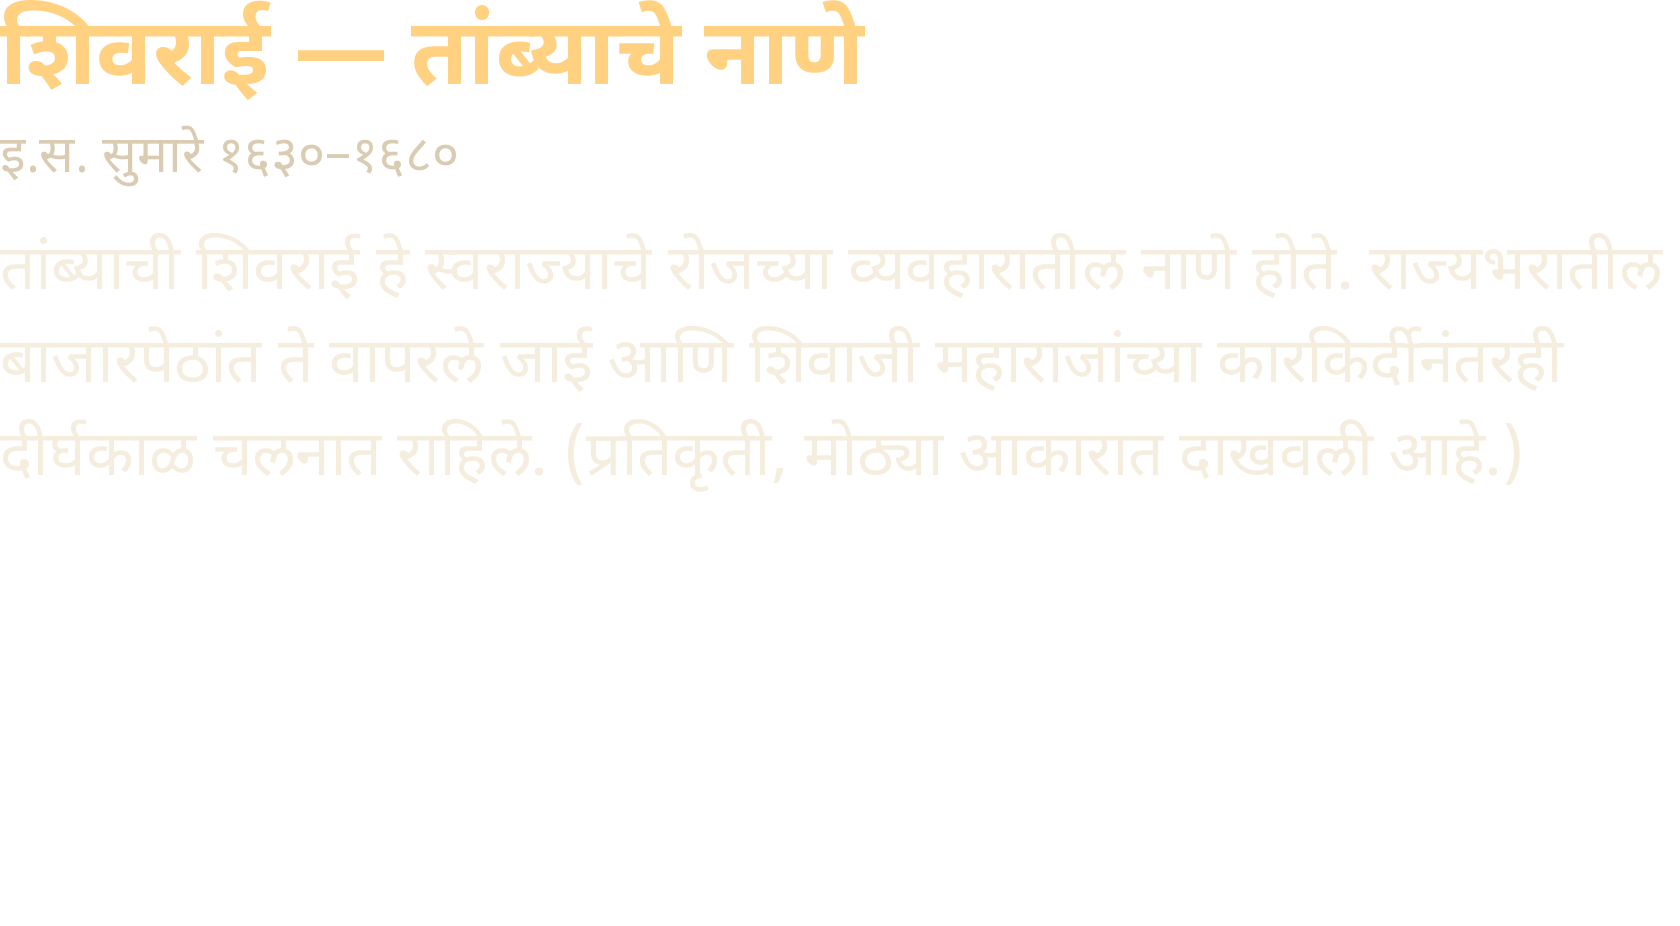 शिवराई — तांब्याचे नाणे
इ.स. सुमारे १६३०–१६८०
तांब्याची शिवराई हे स्वराज्याचे रोजच्या व्यवहारातील नाणे होते. राज्यभरातील
बाजारपेठांत ते वापरले जाई आणि शिवाजी महाराजांच्या कारकिर्दीनंतरही
दीर्घकाळ चलनात राहिले. (प्रतिकृती, मोठ्या आकारात दाखवली आहे.)